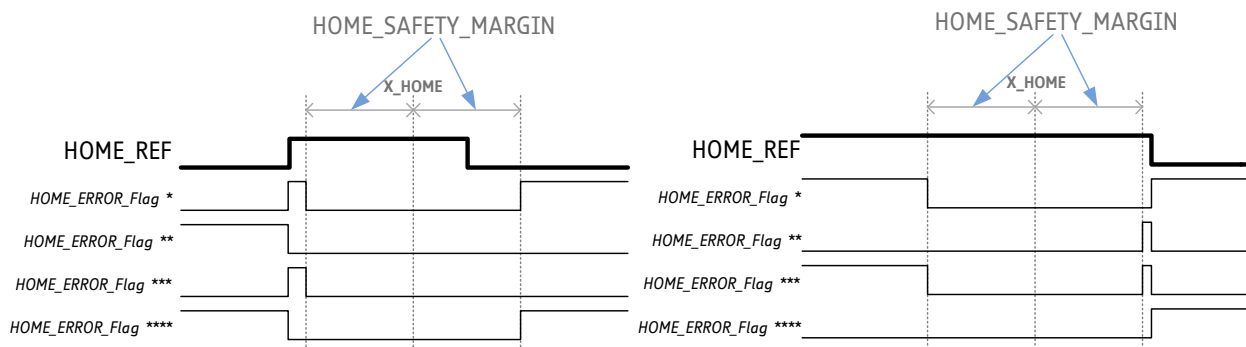 HOME_SAFETY_MARGIN
X_HOME
HOME_REF
HOME_ERROR_Flag *
HOME_ERROR_Flag **
HOME_ERROR_Flag ***
HOME_ERROR_Flag ****
HOME_SAFETY_MARGIN
X_HOME
HOME_REF
HOME_ERROR_Flag *
HOME_ERROR_Flag **
HOME_ERROR_Flag ***
HOME_ERROR_Flag ****